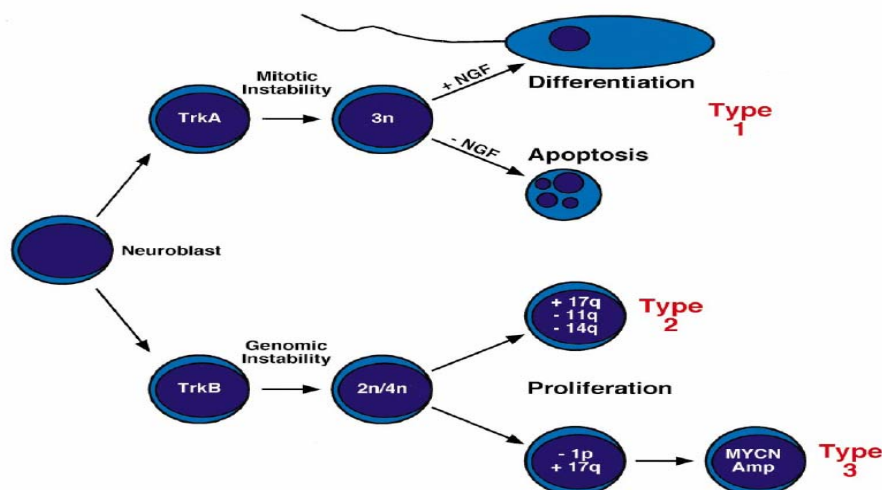 Mitotic
Instability
TrkA
3n
+ NGF
- NGF
Differentiation
Apoptosis
Type
1
Neuroblast
Genomic
Instability
TrkB
2n/4n
+ 17q
- 11q
- 14q
Type
2
Proliferation
- 1p
+ 17q
MYCN
Amp
Type
3